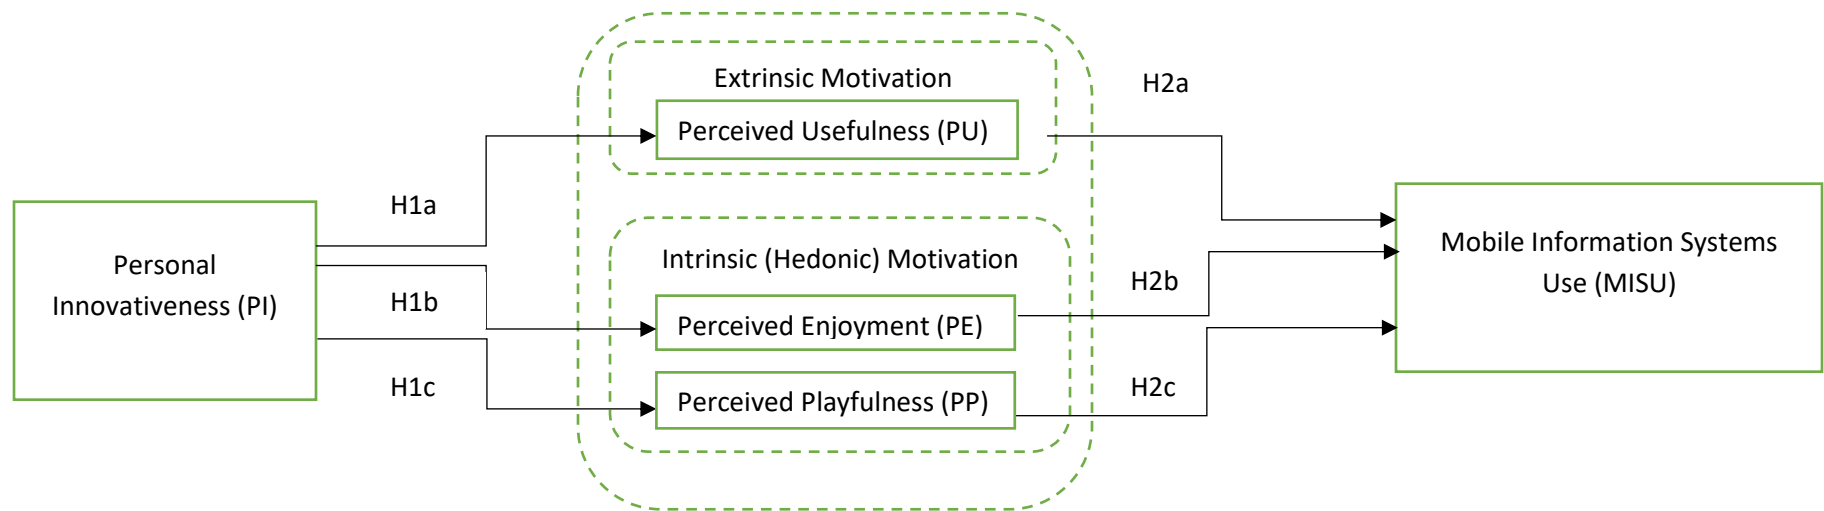 Extrinsic Motivation
H2a
Perceived Usefulness (PU)
H1a
Personal
Innovativeness (PI)
Intrinsic (Hedonic) Motivation
Mobile Information Systems
Use (MISU)
H1b
H2b
Perceived Enjoyment (PE)
H1c
H2c
Perceived Playfulness (PP)